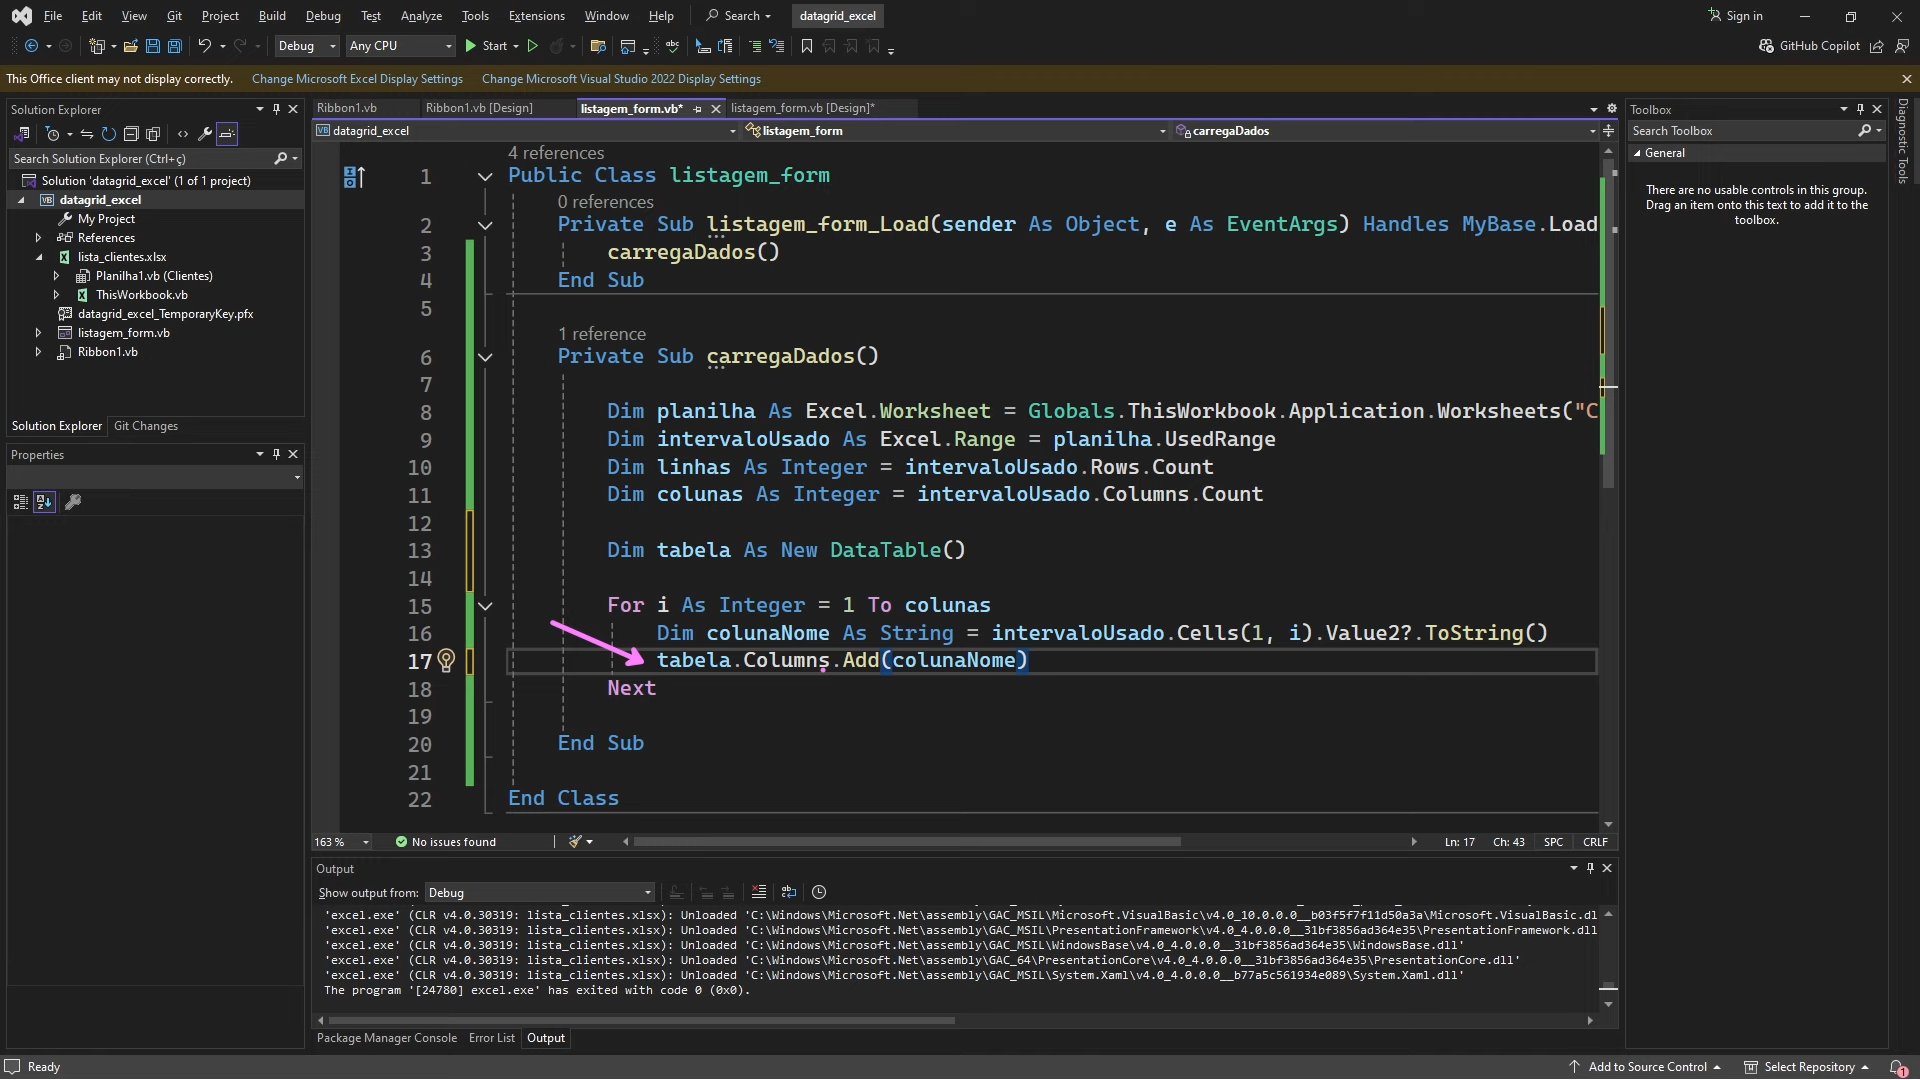 File Edit View Git Project Build Debug Test Analyze Tools Extensions Window Help Search datagrid_excel Sign in
Debug Any CPU Start GitHub Copilot
This Office client may not display correctly. Change Microsoft Excel Display Settings Change Microsoft Visual Studio 2022 Display Settings
Solution Explorer
Search Solution Explorer (Ctrl+ç)
Solution 'datagrid_excel' (1 of 1 project)
datagrid_excel
My Project
References
lista_clientes.xlsx
Planilha1.vb (Clientes)
ThisWorkbook.vb
datagrid_excel_TemporaryKey.pfx
listagem_form.vb
Ribbon1.vb
Solution Explorer Git Changes
Properties
Ribbon1.vb Ribbon1.vb [Design] listagem_form.vb* listagem_form.vb [Design]*
datagrid_excel listagem_form carregaDados
4 references
1 Public Class listagem_form
0 references
2 Private Sub listagem_form_Load(sender As Object, e As EventArgs) Handles MyBase.Load
3 carregaDados()
4 End Sub
5
1 reference
6 Private Sub carregaDados()
7
8 Dim planilha As Excel.Worksheet = Globals.ThisWorkbook.Application.Worksheets("C
9 Dim intervaloUsado As Excel.Range = planilha.UsedRange
10 Dim linhas As Integer = intervaloUsado.Rows.Count
11 Dim colunas As Integer = intervaloUsado.Columns.Count
12
13 Dim tabela As New DataTable()
14
15 For i As Integer = 1 To colunas
16 Dim colunaNome As String = intervaloUsado.Cells(1, i).Value2?.ToString()
17 tabela.Columns.Add(colunaNome)
18 Next
19
20 End Sub
21
22 End Class
163 % No issues found Ln: 17 Ch: 43 SPC CRLF
Output
Show output from: Debug
'excel.exe' (CLR v4.0.30319: lista_clientes.xlsx): Unloaded 'C:\Windows\Microsoft.Net\assembly\GAC_MSIL\Microsoft.VisualBasic\v4.0_10.0.0.0__b03f5f7f11d50a3a\Microsoft.VisualBasic.dl
'excel.exe' (CLR v4.0.30319: lista_clientes.xlsx): Unloaded 'C:\Windows\Microsoft.Net\assembly\GAC_MSIL\PresentationFramework\v4.0_4.0.0.0__31bf3856ad364e35\PresentationFramework.dll
'excel.exe' (CLR v4.0.30319: lista_clientes.xlsx): Unloaded 'C:\Windows\Microsoft.Net\assembly\GAC_MSIL\WindowsBase\v4.0_4.0.0.0__31bf3856ad364e35\WindowsBase.dll'
'excel.exe' (CLR v4.0.30319: lista_clientes.xlsx): Unloaded 'C:\Windows\Microsoft.Net\assembly\GAC_64\PresentationCore\v4.0_4.0.0.0__31bf3856ad364e35\PresentationCore.dll'
'excel.exe' (CLR v4.0.30319: lista_clientes.xlsx): Unloaded 'C:\Windows\Microsoft.Net\assembly\GAC_MSIL\System.Xaml\v4.0_4.0.0.0__b77a5c561934e089\System.Xaml.dll'
The program '[24780] excel.exe' has exited with code 0 (0x0).
Package Manager Console Error List Output
Toolbox
Search Toolbox
General
There are no usable controls in this group.
Drag an item onto this text to add it to the
toolbox.
Diagnostic Tools
Ready Add to Source Control Select Repository 1